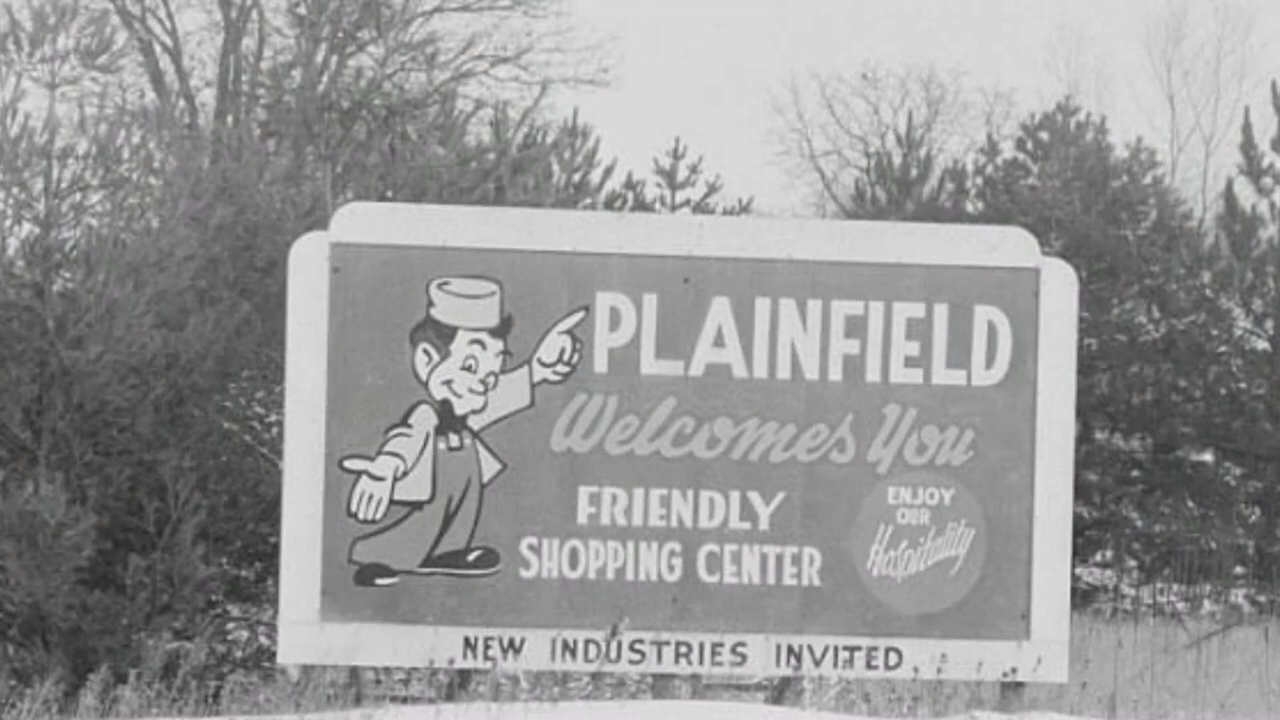 PLAINFIELD
Welcomes You
FRIENDLY
SHOPPING CENTER
ENJOY
OUR
Hospitality
NEW INDUSTRIES INVITED